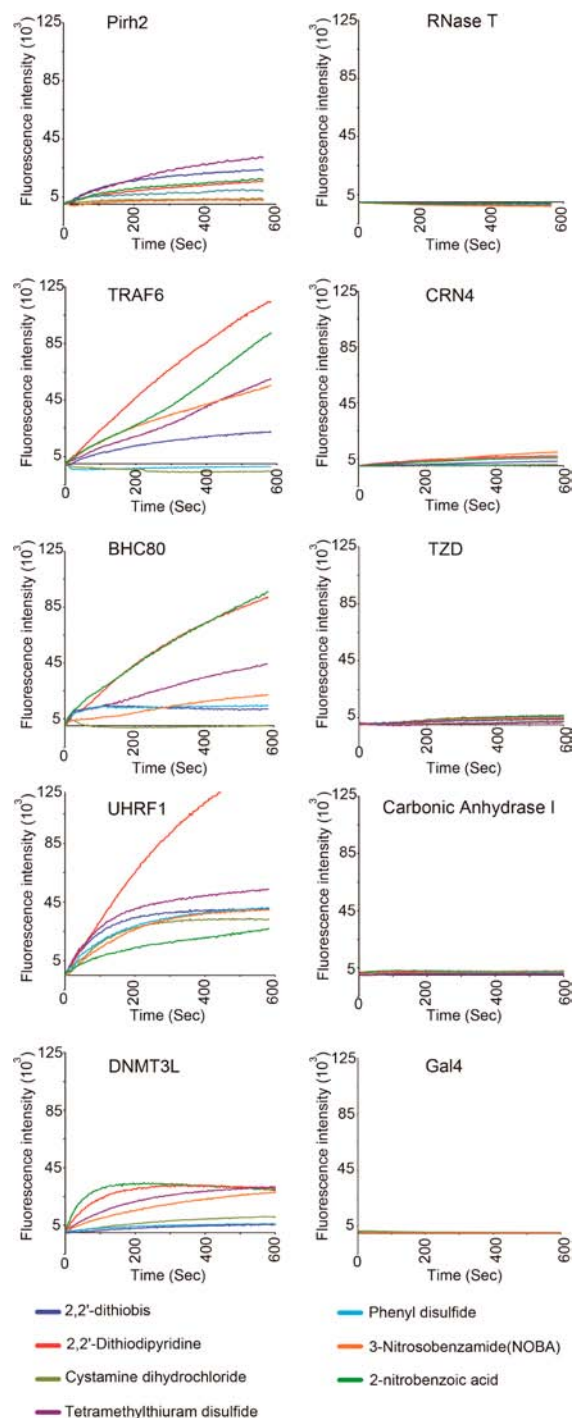 Pirh2
Fluorescence intensity (10³)
125
85
45
5
0
200
400
600
Time (Sec)
RNase T
Fluorescence intensity (10³)
125
85
45
5
0
200
400
600
Time (Sec)
TRAF6
Fluorescence intensity (10³)
125
85
45
5
0
200
400
600
Time (Sec)
CRN4
Fluorescence intensity (10³)
125
85
45
5
0
200
400
600
Time (Sec)
BHC80
Fluorescence intensity (10³)
125
85
45
5
0
200
400
600
Time (Sec)
TZD
Fluorescence intensity (10³)
125
85
45
5
0
200
400
600
Time (Sec)
UHRF1
Fluorescence intensity (10³)
125
85
45
5
0
200
400
600
Time (Sec)
Carbonic Anhydrase I
Fluorescence intensity (10³)
125
85
45
5
0
200
400
600
Time (Sec)
DNMT3L
Fluorescence intensity (10³)
125
85
45
5
0
200
400
600
Time (Sec)
Gal4
Fluorescence intensity (10³)
125
85
45
5
0
200
400
600
Time (Sec)
2,2'-dithiobis
2,2'-Dithiodipyridine
Cystamine dihydrochloride
Tetramethylthiuram disulfide
Phenyl disulfide
3-Nitrosobenzamide(NOBA)
2-nitrobenzoic acid